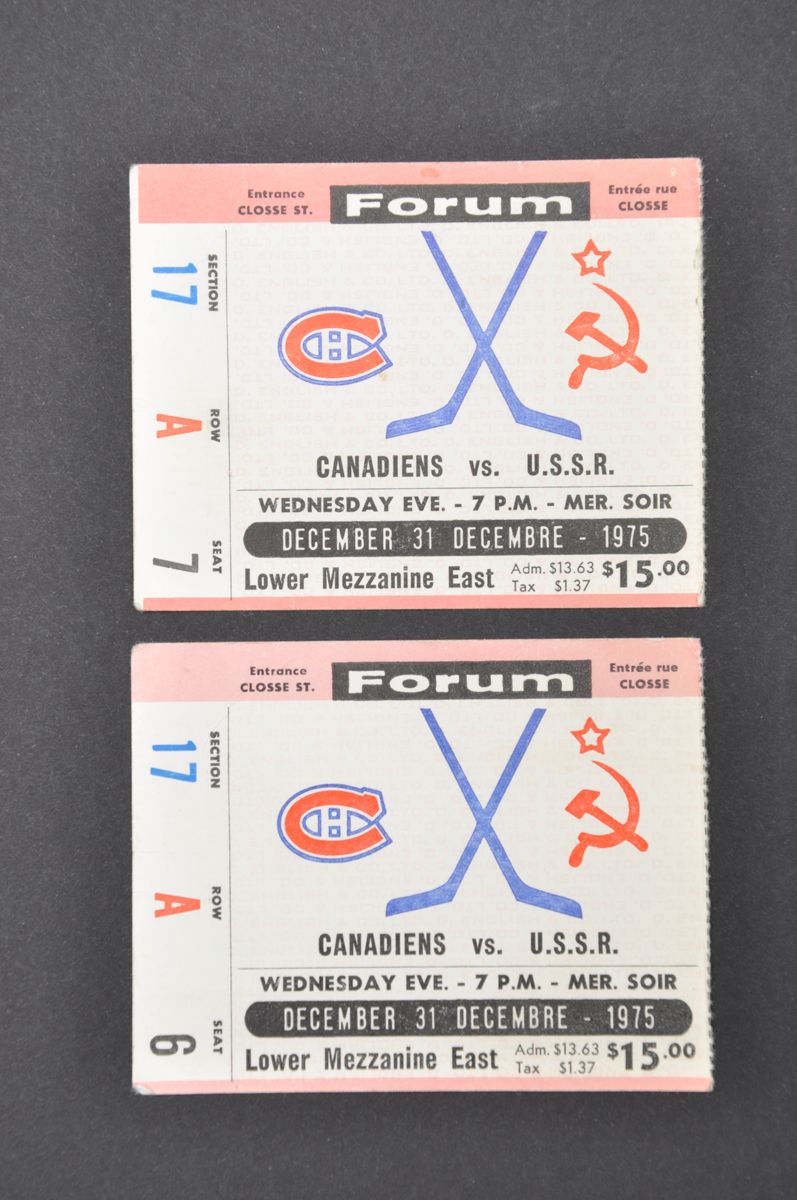 Entrance
CLOSSE ST.
Forum
Entrée rue
CLOSSE
SECTION
17
ROW
A
SEAT
7
CANADIENS vs. U.S.S.R.
WEDNESDAY EVE. - 7 P.M. - MER. SOIR
DECEMBER 31 DECEMBRE - 1975
Lower Mezzanine East
Adm. $13.63
Tax $1.37
$15.00
Entrance
CLOSSE ST.
Forum
Entrée rue
CLOSSE
SECTION
17
ROW
A
SEAT
6
CANADIENS vs. U.S.S.R.
WEDNESDAY EVE. - 7 P.M. - MER. SOIR
DECEMBER 31 DECEMBRE - 1975
Lower Mezzanine East
Adm. $13.63
Tax $1.37
$15.00